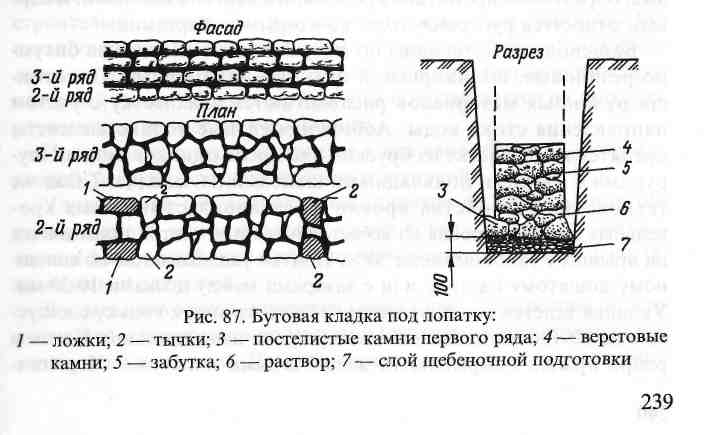 Фасад
3-й ряд
2-й ряд
План
3-й ряд
1
2
2
2-й ряд
1
2
2
Разрез
4
5
3
6
7
100
Рис. 87. Бутовая кладка под лопатку:
1 — ложки; 2 — тычки; 3 — постелистые камни первого ряда; 4 — верстовые
камни; 5 — забутка; 6 — раствор; 7 — слой щебеночной подготовки
239